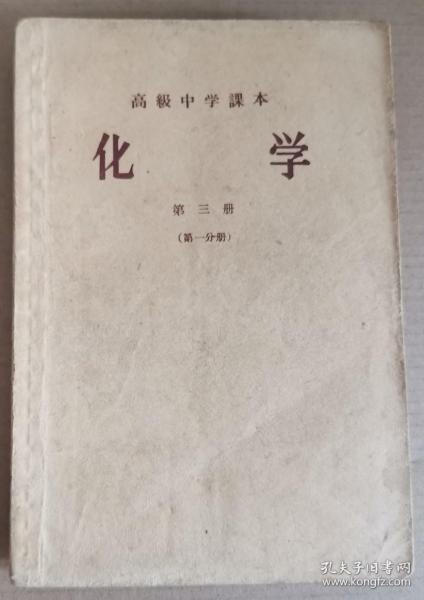 高級中学課本
化学
第三册
(第一分册)
孔夫子旧书网
www.kongfz.com